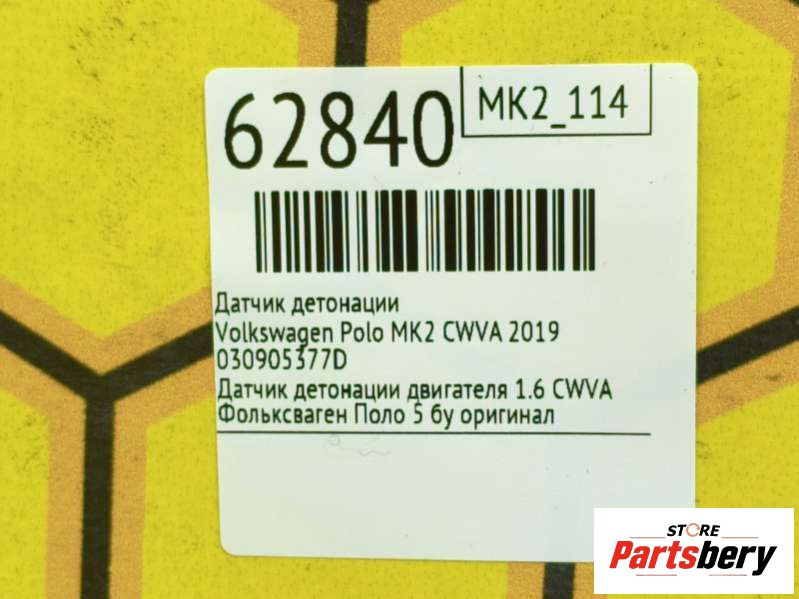 62840
MK2_114
Датчик детонации
Volkswagen Polo MK2 CWVA 2019
030905377D
Датчик детонации двигателя 1.6 CWVA
Фольксваген Поло 5 бу оригинал
STORE
Partsbery